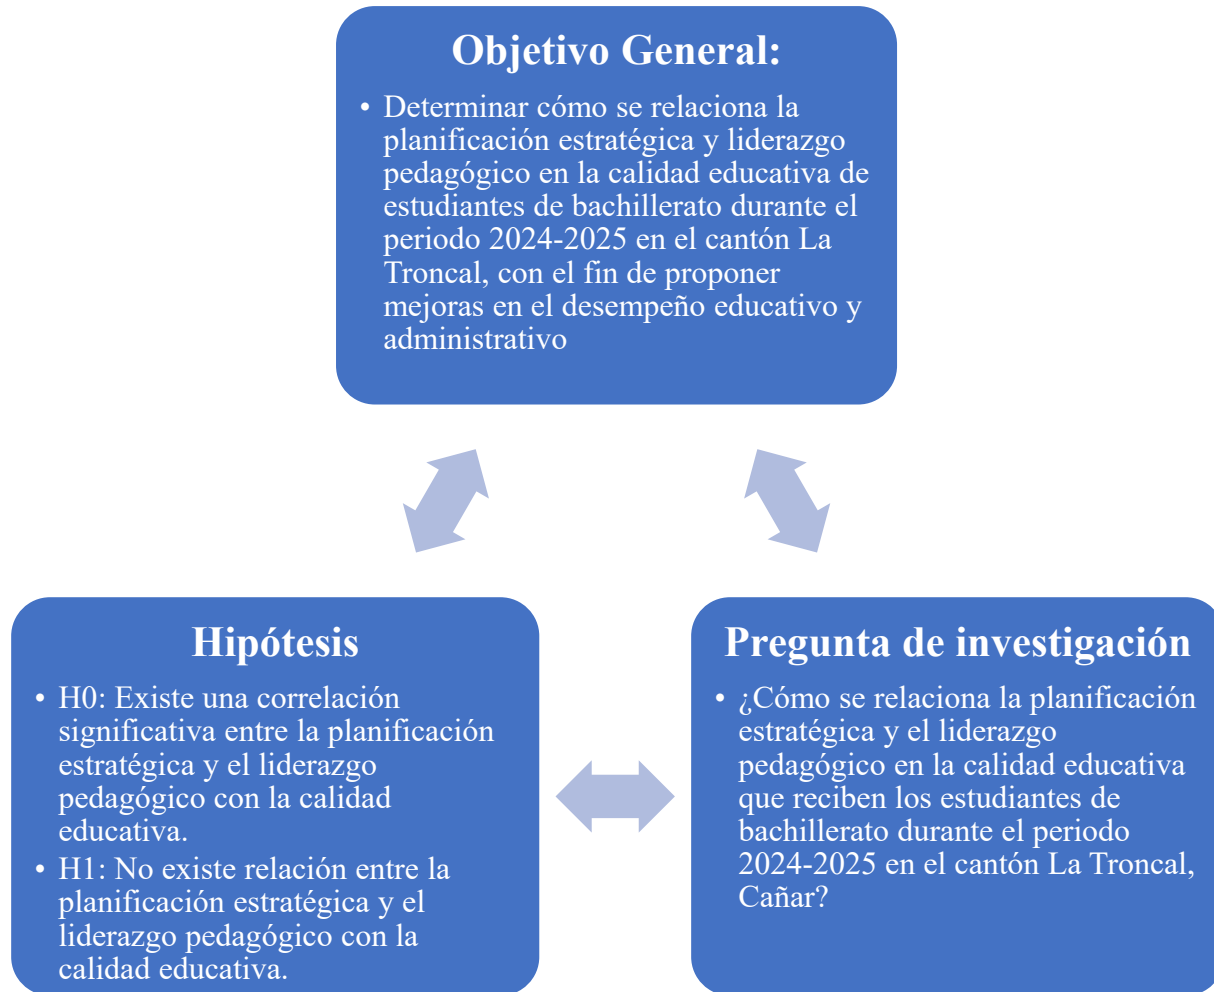 Objetivo General:
• Determinar cómo se relaciona la
planificación estratégica y liderazgo
pedagógico en la calidad educativa de
estudiantes de bachillerato durante el
periodo 2024-2025 en el cantón La
Troncal, con el fin de proponer
mejoras en el desempeño educativo y
administrativo
Hipótesis
• H0: Existe una correlación
significativa entre la planificación
estratégica y el liderazgo
pedagógico con la calidad
educativa.
• H1: No existe relación entre la
planificación estratégica y el
liderazgo pedagógico con la
calidad educativa.
Pregunta de investigación
• ¿Cómo se relaciona la planificación
estratégica y el liderazgo
pedagógico en la calidad educativa
que reciben los estudiantes de
bachillerato durante el periodo
2024-2025 en el cantón La Troncal,
Cañar?